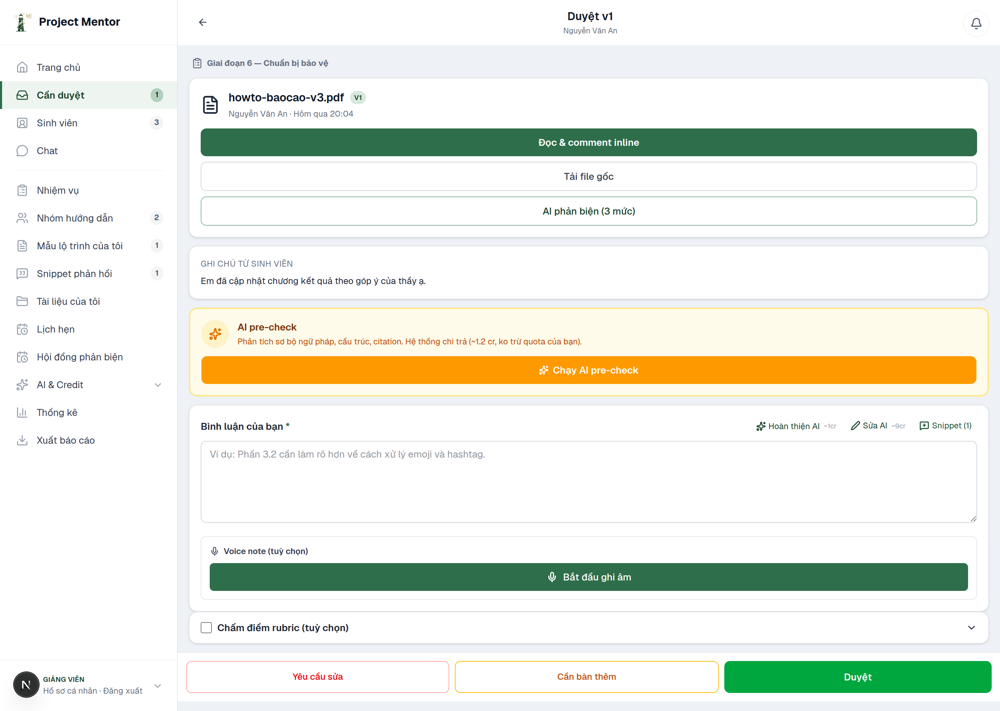 Project Mentor
Trang chủ
Cần duyệt 1
Sinh viên 3
Chat
Nhiệm vụ
Nhóm hướng dẫn 2
Mẫu lộ trình của tôi 1
Snippet phản hồi 1
Tài liệu của tôi
Lịch hẹn
Hội đồng phản biện
AI & Credit
Thống kê
Xuất báo cáo
N
GIẢNG VIÊN
Hồ sơ cá nhân · Đăng xuất
Duyệt v1
Nguyễn Văn An
Giai đoạn 6 — Chuẩn bị bảo vệ
howto-baocao-v3.pdf V1
Nguyễn Văn An · Hôm qua 20:04
Đọc & comment inline
Tải file gốc
AI phản biện (3 mức)
GHI CHÚ TỪ SINH VIÊN
Em đã cập nhật chương kết quả theo góp ý của thầy ạ.
AI pre-check
Phân tích sơ bộ ngữ pháp, cấu trúc, citation. Hệ thống chi trả (~1.2 cr, ko trừ quota của bạn).
Chạy AI pre-check
Bình luận của bạn * Hoàn thiện AI ~1cr Sửa AI ~9cr Snippet (1)
Ví dụ: Phần 3.2 cần làm rõ hơn về cách xử lý emoji và hashtag.
Voice note (tuỳ chọn)
Bắt đầu ghi âm
Chấm điểm rubric (tuỳ chọn)
Yêu cầu sửa
Cần bàn thêm
Duyệt